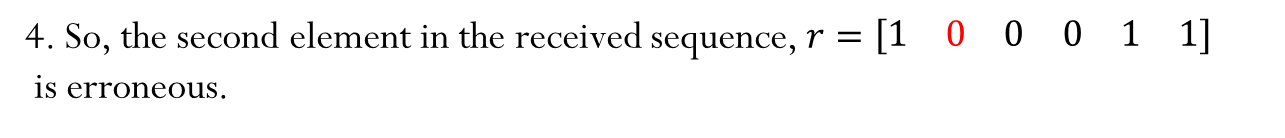 4. So, the second element in the received sequence, r = [1 0 0 0 1 1]
is erroneous.